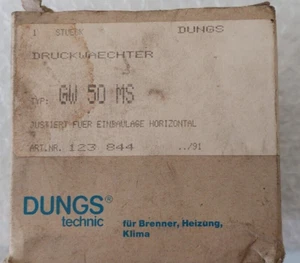 1 STUECK DUNGS
DRUCKWAECHTER
TYP: GW 50 MS
JUSTIERT FUER EINBAULAGE HORIZONTAL
ART.NR. 123 844 ../91
DUNGS®
technic
für Brenner, Heizung,
Klima